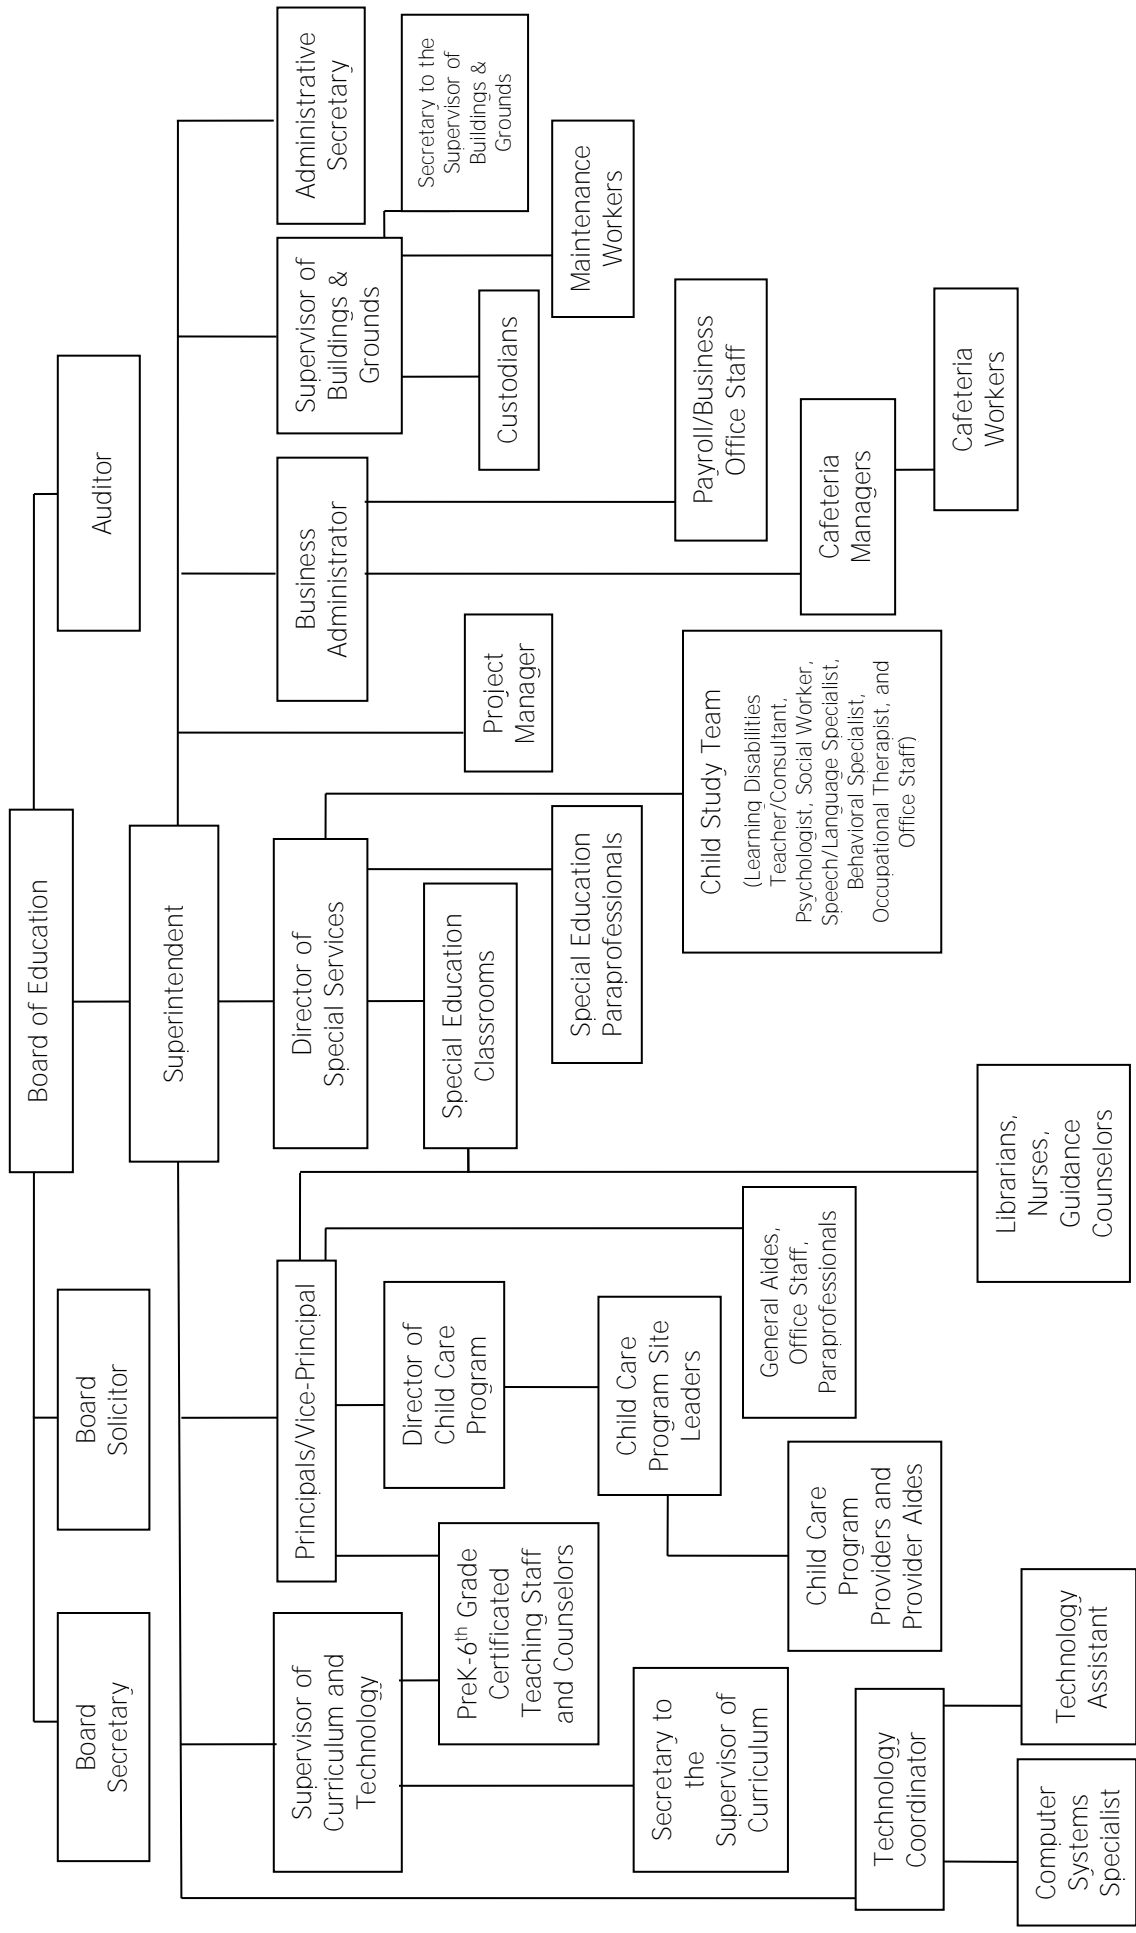 Board of Education
Board
Secretary
Board
Solicitor
Auditor
Superintendent
Supervisor of
Curriculum and
Technology
Principals/Vice-Principal
Director of
Special Services
Business
Administrator
Supervisor of
Buildings &
Grounds
Administrative
Secretary
Secretary to the
Supervisor of
Buildings &
Grounds
PreK-6th Grade
Certificated
Teaching Staff
and Counselors
Director of
Child Care
Program
Special Education
Classrooms
Project
Manager
Custodians
Maintenance
Workers
Secretary to
the
Supervisor of
Curriculum
Child Care
Program Site
Leaders
Special Education
Paraprofessionals
Child Study Team
(Learning Disabilities
Teacher/Consultant,
Psychologist, Social Worker,
Speech/Language Specialist,
Behavioral Specialist,
Occupational Therapist, and
Office Staff)
Payroll/Business
Office Staff
Child Care
Program
Providers and
Provider Aides
General Aides,
Office Staff,
Paraprofessionals
Cafeteria
Managers
Technology
Coordinator
Librarians,
Nurses,
Guidance
Counselors
Cafeteria
Workers
Computer
Systems
Specialist
Technology
Assistant